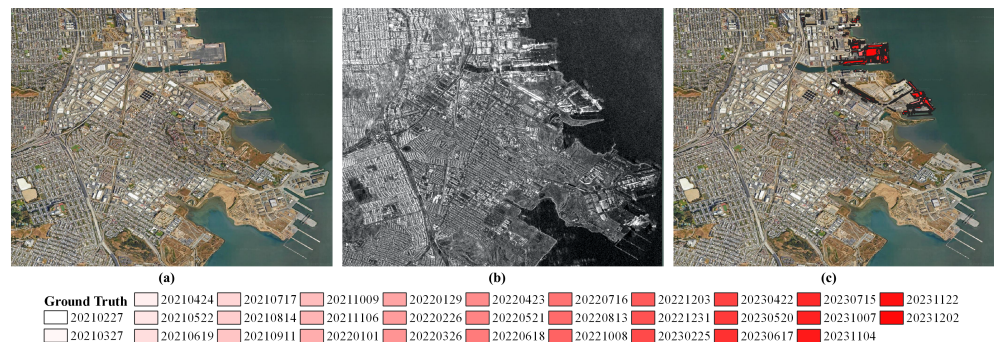 (a) (b) (c)
Ground Truth 20210424 20210717 20211009 20220129 20220423 20220716 20221203 20230422 20230715 20231122
20210227 20210522 20210814 20211106 20220226 20220521 20220813 20221231 20230520 20231007 20231202
20210327 20210619 20210911 20220101 20220326 20220618 20221008 20230225 20230617 20231104